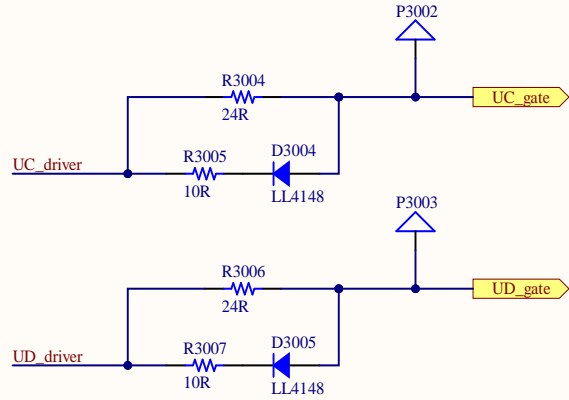 P3002
R3004
UC_gate
24R
R3005
D3004
UC_driver
10R
LL4148
P3003
R3006
UD_gate
24R
R3007
D3005
UD_driver
10R
LL4148